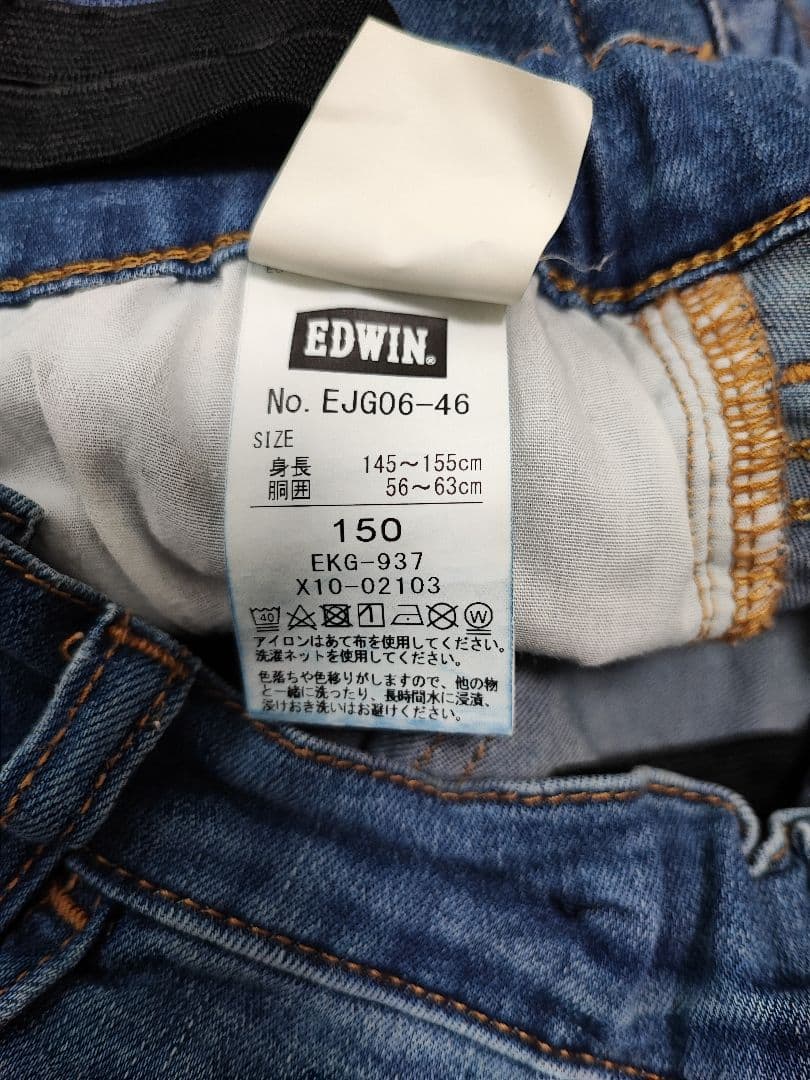 EDWIN®
No. EJG06-46
SIZE
身長 145～155cm
胴囲 56～63cm
150
EKG-937
X10-02103
40 1 W
アイロンはあて布を使用してください。
洗濯ネットを使用してください。
色落ちや色移りがしますので、他の物
と一緒に洗ったり、長時間水に浸漬、
浸けおき洗いはお避けください。